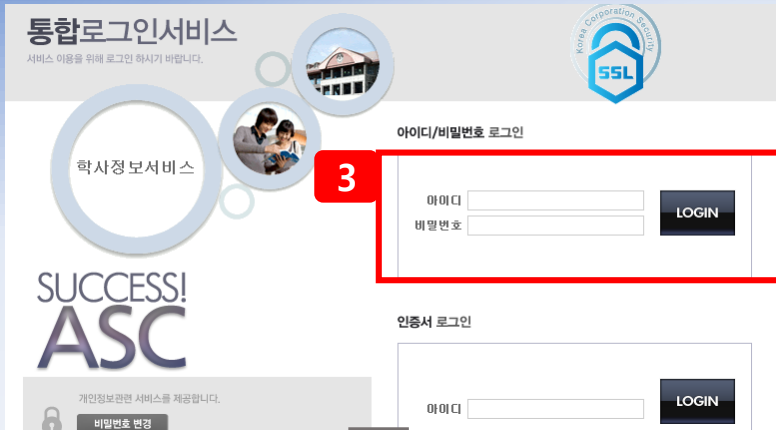 통합로그인서비스
서비스 이용을 위해 로그인 하시기 바랍니다.
Korea Corporation Security
SSL
학사정보서비스
아이디/비밀번호 로그인
3
아이디
비밀번호
LOGIN
SUCCESS!
ASC
인증서 로그인
개인정보관련 서비스를 제공합니다.
비밀번호 변경
아이디
LOGIN